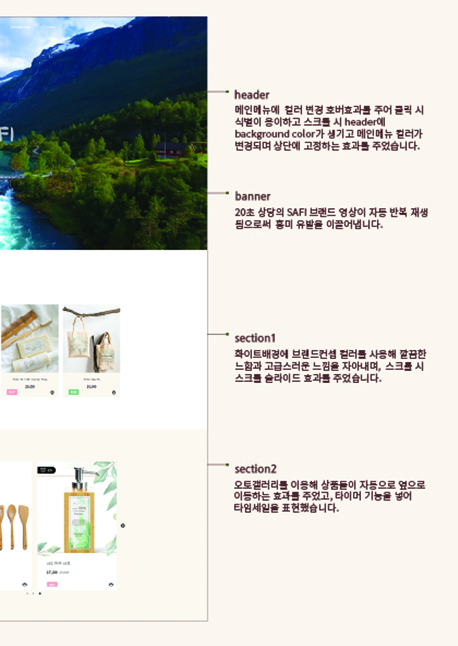 header
메인메뉴에 컬러 변경 호버효과를 주어 클릭 시
식별이 용이하고 스크롤 시 header에
background color가 생기고 메인메뉴 컬러가
변경되며 상단에 고정하는 효과를 주었습니다.
FI
banner
20초 상당의 SAFI 브랜드 영상이 자동 반복 재생
됨으로써 흥미 유발을 이끌어냅니다.
section1
화이트배경에 브랜드컨셉 컬러를 사용해 깔끔한
느낌과 고급스러운 느낌을 자아내며, 스크롤 시
스크롤 슬라이드 효과를 주었습니다.
section2
오토갤러리를 이용해 상품들이 자동으로 옆으로
이동하는 효과를 주었고, 타이머 기능을 넣어
타임세일을 표현했습니다.